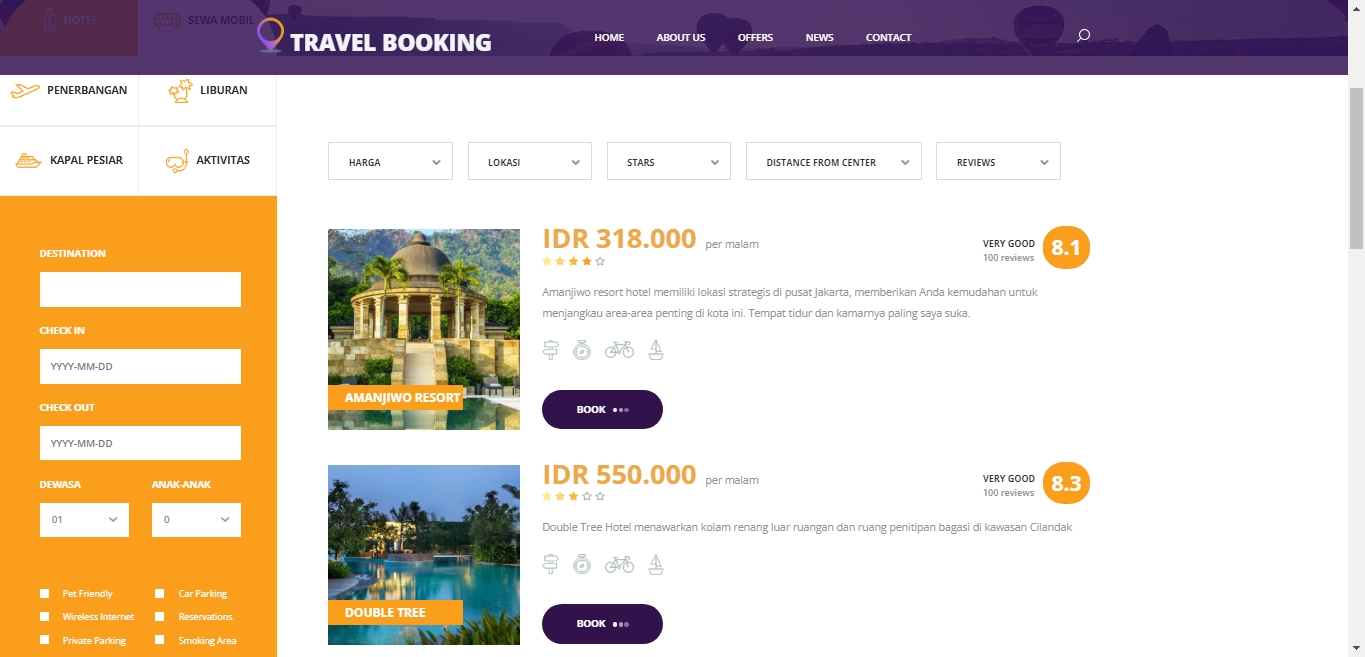 HOTEL
SEWA MOBIL
TRAVEL BOOKING
HOME
ABOUT US
OFFERS
NEWS
CONTACT
PENERBANGAN
LIBURAN
KAPAL PESIAR
AKTIVITAS
HARGA
LOKASI
STARS
DISTANCE FROM CENTER
REVIEWS
DESTINATION
CHECK IN
YYYY-MM-DD
CHECK OUT
YYYY-MM-DD
DEWASA
ANAK-ANAK
01
0
Pet Friendly
Car Parking
Wireless Internet
Reservations
Private Parking
Smoking Area
AMANJIWO RESORT
IDR 318.000 per malam
VERY GOOD
100 reviews
8.1
Amanjiwo resort hotel memiliki lokasi strategis di pusat Jakarta, memberikan Anda kemudahan untuk
menjangkau area-area penting di kota ini. Tempat tidur dan kamarnya paling saya suka.
BOOK
DOUBLE TREE
IDR 550.000 per malam
VERY GOOD
100 reviews
8.3
Double Tree Hotel menawarkan kolam renang luar ruangan dan ruang penitipan bagasi di kawasan Cilandak
BOOK